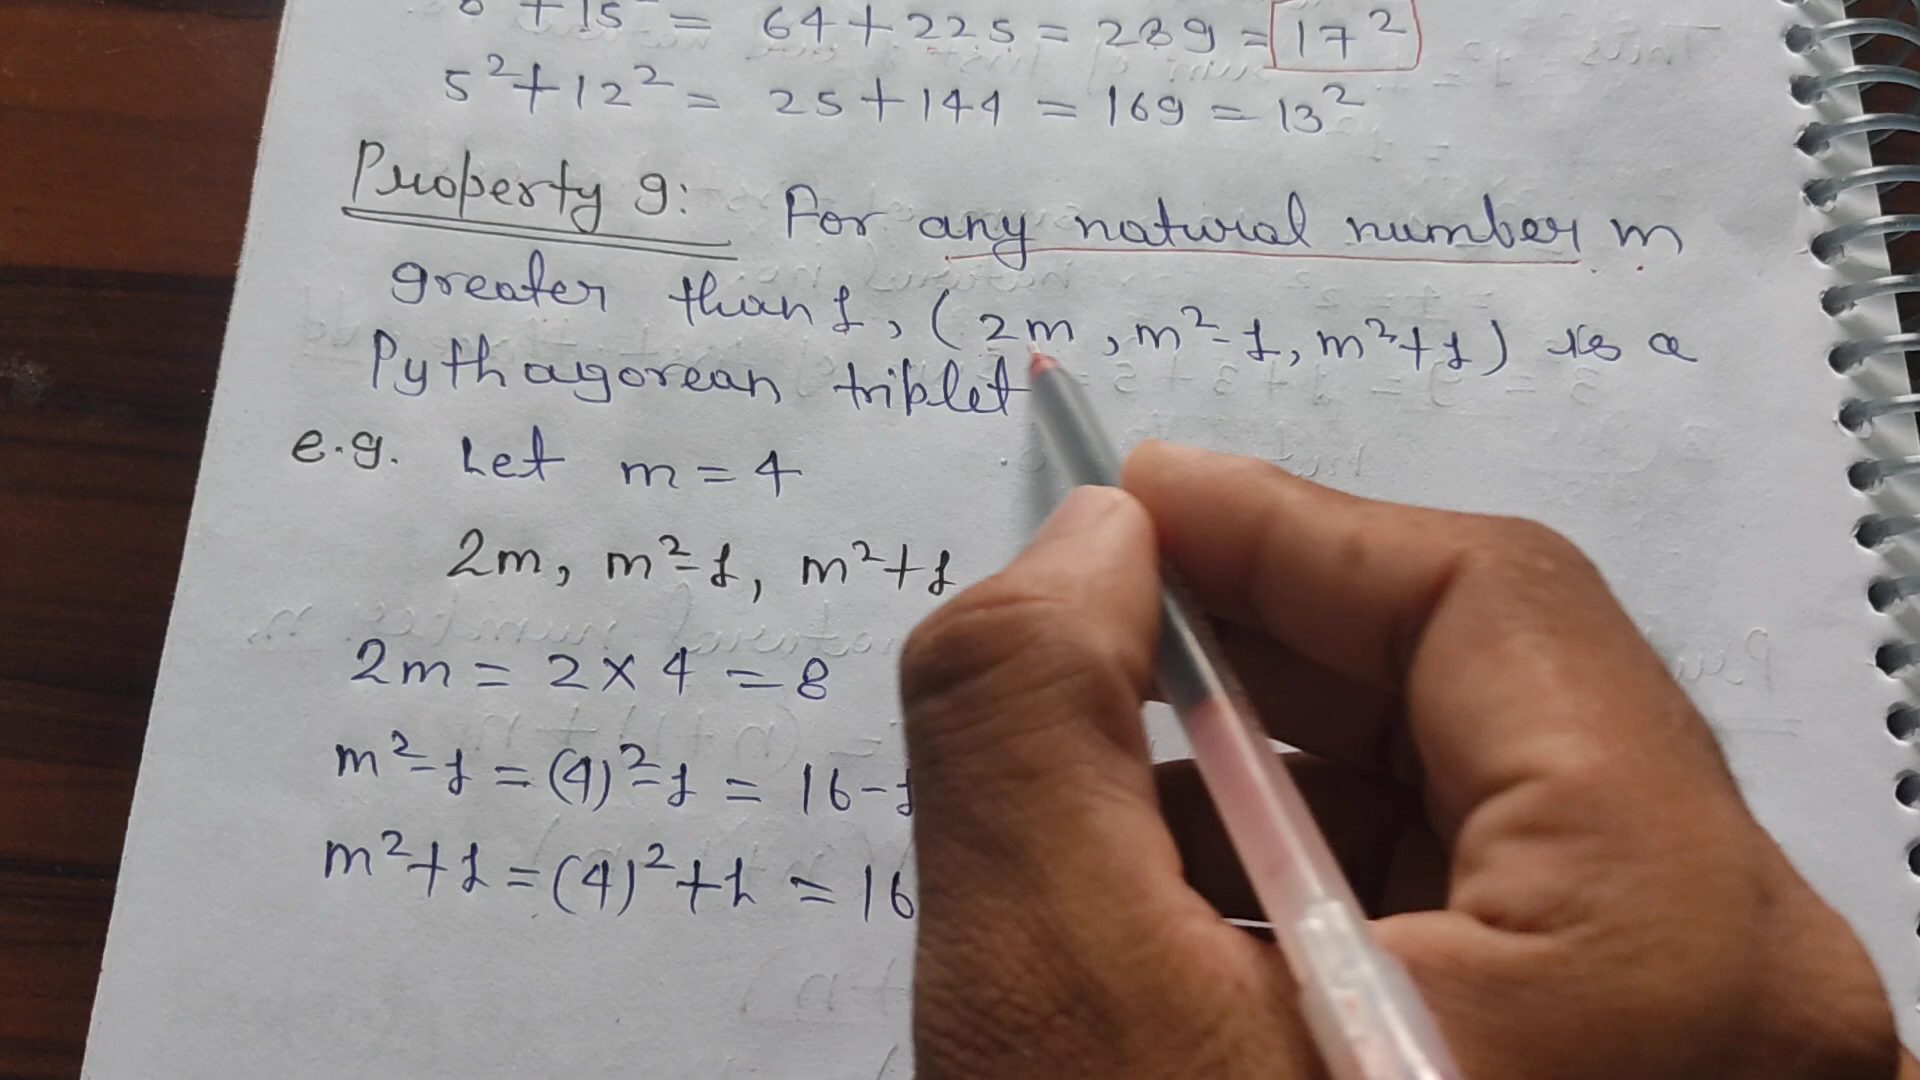 + 15² = 64 + 225 = 289 = 17²
5² + 12² = 25 + 144 = 169 = 13²
Property 9: For any natural number m
greater than 1, (2m, m² - 1, m² + 1) is a
Pythagorean triplet
e.g. Let m = 4
2m, m² - 1, m² + 1
2m = 2 × 4 = 8
m² - 1 = (4)² - 1 = 16 - 1
m² + 1 = (4)² + 1 = 16